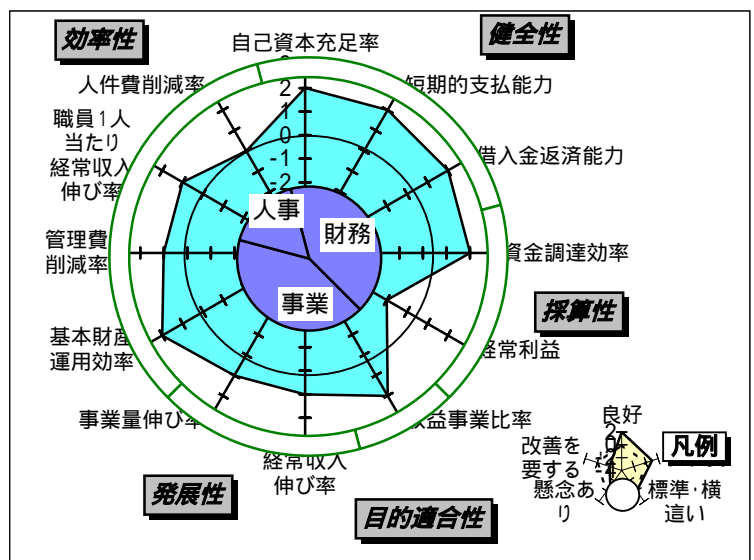 効率性
自己資本充足率
健全性
人件費削減率
短期的支払能力
職員1人
当たり
経常収入
伸び率
借入金返済能力
2
1
0
-1
-2
人事
財務
事業
管理費
削減率
資金調達効率
採算性
基本財産
運用効率
経常利益
事業量伸び率
収益事業比率
経常収入
伸び率
発展性
目的適合性
良好
改善を
要する
凡例
2
0
-2
-4
懸念あ
り
標準・横
這い